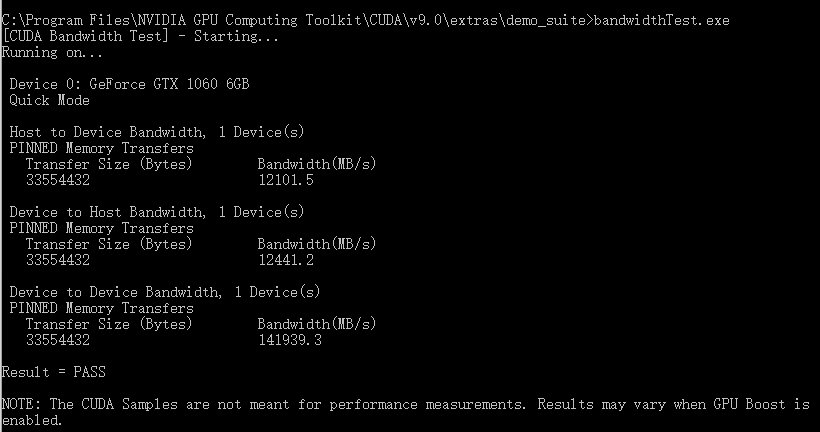 C:\Program Files\NVIDIA GPU Computing Toolkit\CUDA\v9.0\extras\demo_suite>bandwidthTest.exe
[CUDA Bandwidth Test] - Starting...
Running on...
Device 0: GeForce GTX 1060 6GB
Quick Mode
Host to Device Bandwidth, 1 Device(s)
PINNED Memory Transfers
Transfer Size (Bytes) Bandwidth(MB/s)
33554432 12101.5
Device to Host Bandwidth, 1 Device(s)
PINNED Memory Transfers
Transfer Size (Bytes) Bandwidth(MB/s)
33554432 12441.2
Device to Device Bandwidth, 1 Device(s)
PINNED Memory Transfers
Transfer Size (Bytes) Bandwidth(MB/s)
33554432 141939.3
Result = PASS
NOTE: The CUDA Samples are not meant for performance measurements. Results may vary when GPU Boost is
enabled.